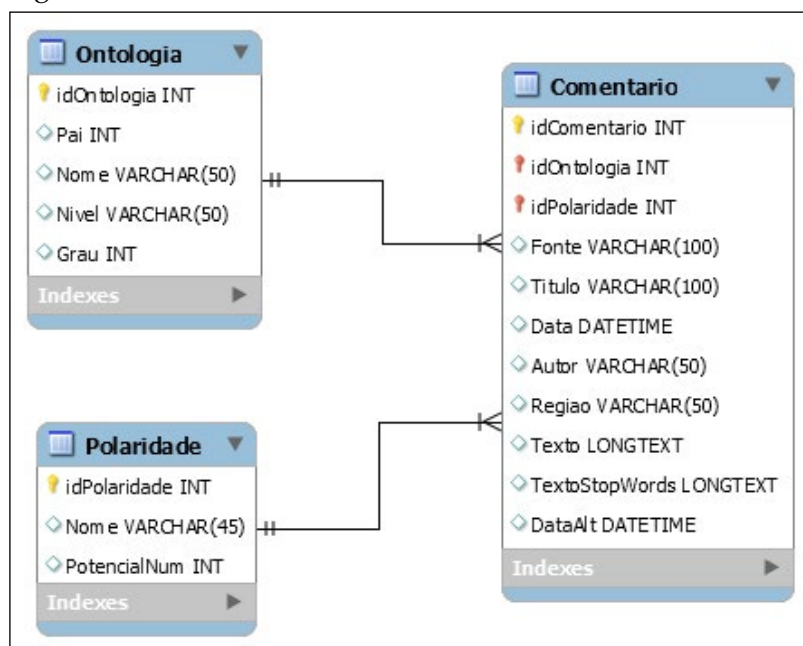 Ontologia
idOntologia INT
Pai INT
Nome VARCHAR(50)
Nivel VARCHAR(50)
Grau INT
Indexes
Polaridade
idPolaridade INT
Nome VARCHAR(45)
PotencialNum INT
Indexes
Comentario
idComentario INT
idOntologia INT
idPolaridade INT
Fonte VARCHAR(100)
Titulo VARCHAR(100)
Data DATETIME
Autor VARCHAR(50)
Regiao VARCHAR(50)
Texto LONGTEXT
TextoStopWords LONGTEXT
DataAlt DATETIME
Indexes